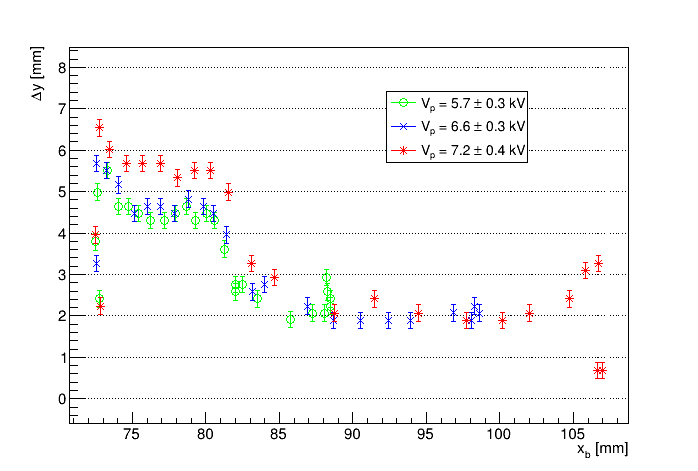 Δy [mm]
8
7
6
5
4
3
2
1
0
V_p = 5.7 ± 0.3 kV
V_p = 6.6 ± 0.3 kV
V_p = 7.2 ± 0.4 kV
75 80 85 90 95 100 105
x_b [mm]